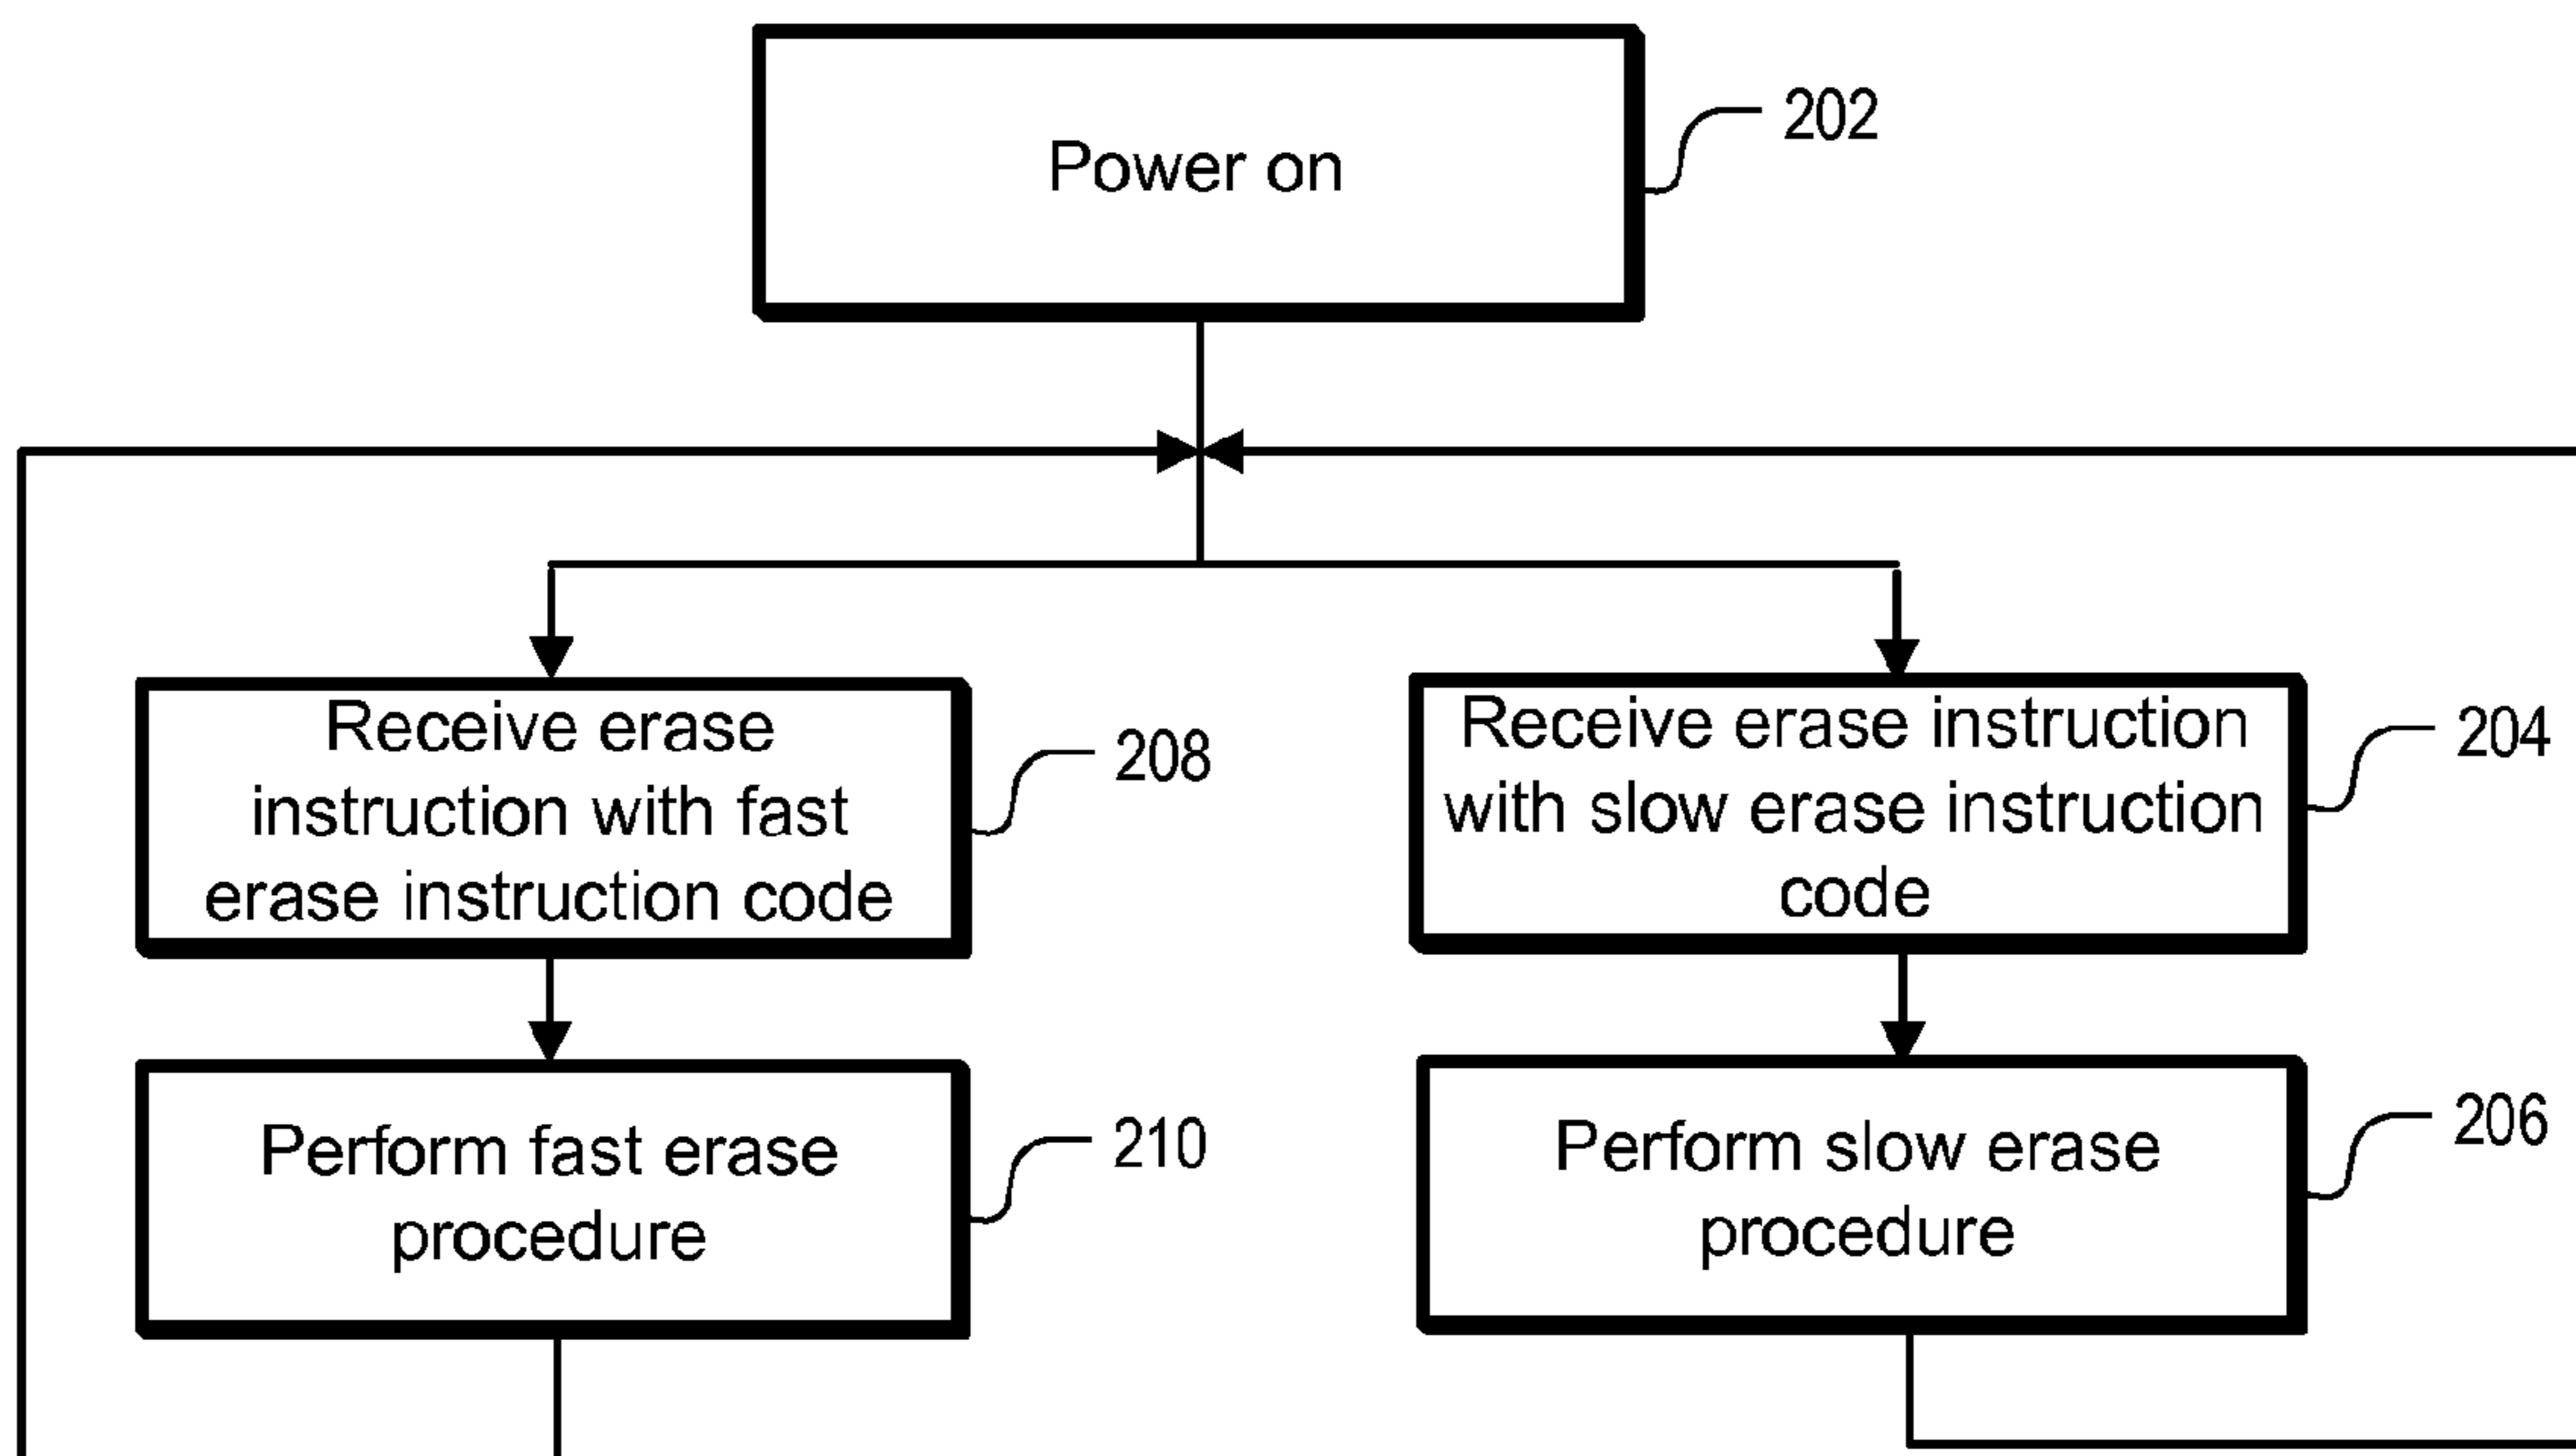 Power on
202
Receive erase
instruction with fast
erase instruction code
208
Receive erase instruction
with slow erase instruction
code
204
Perform fast erase
procedure
210
Perform slow erase
procedure
206